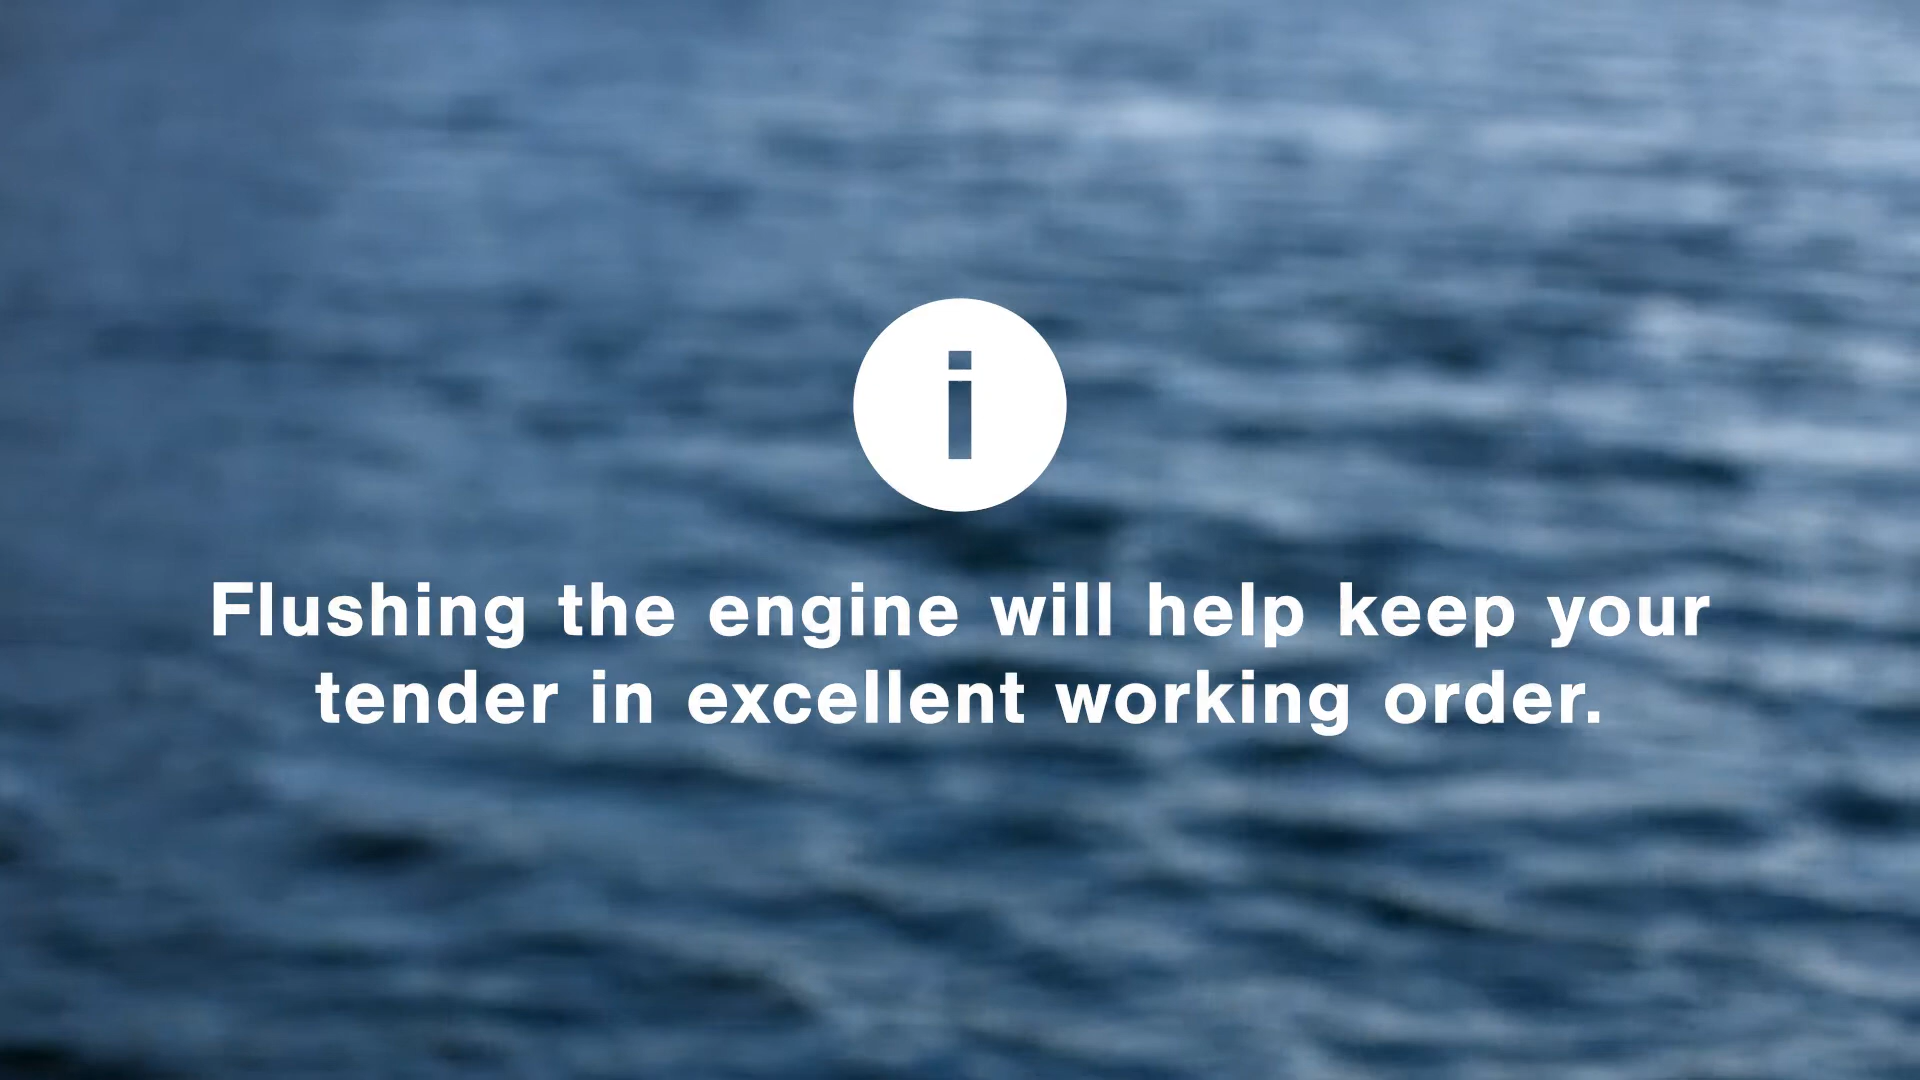 i
Flushing the engine will help keep your
tender in excellent working order.